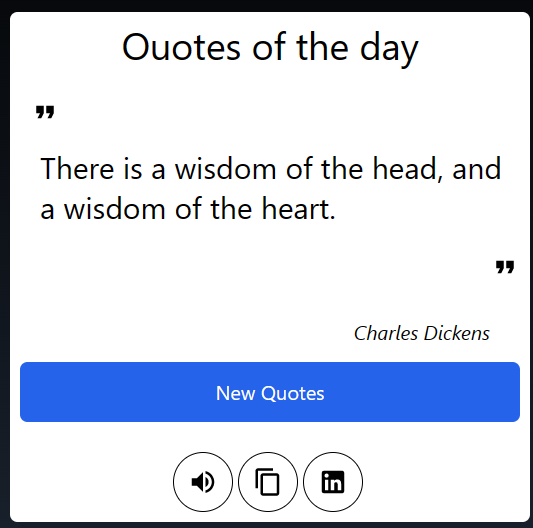 Ouotes of the day
”
There is a wisdom of the head, and
a wisdom of the heart.
”
Charles Dickens
New Quotes
in